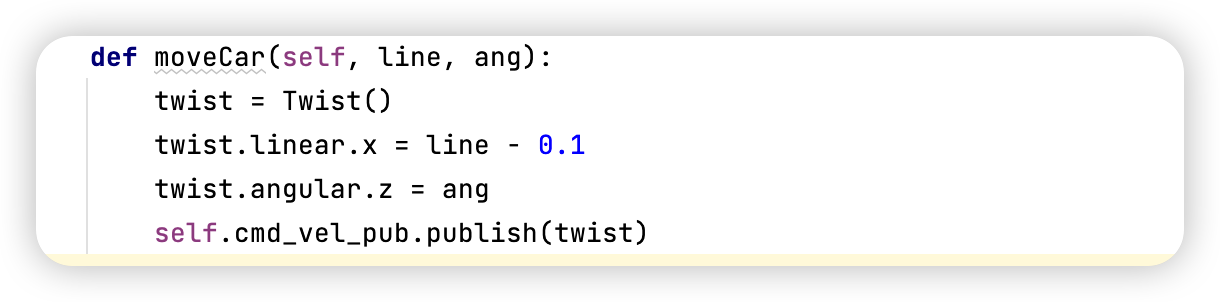 def moveCar(self, line, ang):
    twist = Twist()
    twist.linear.x = line - 0.1
    twist.angular.z = ang
    self.cmd_vel_pub.publish(twist)